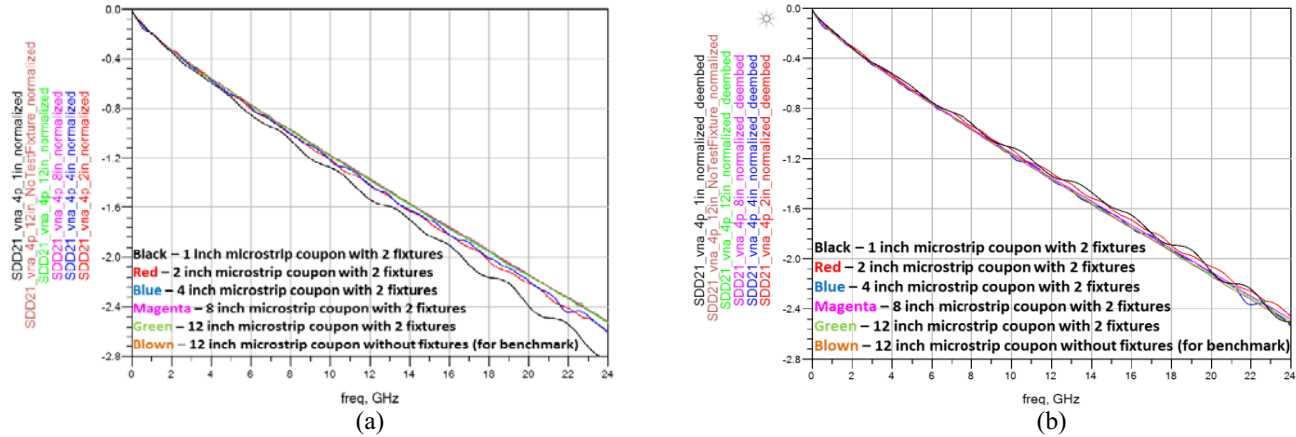 SDD21_vna_4p_1in_normalized
SDD21_vna_4p_12in_NoTestFixture_normalized
SDD21_vna_4p_12in_normalized
SDD21_vna_4p_8in_normalized
SDD21_vna_4p_4in_normalized
SDD21_vna_4p_2in_normalized
0.0
-0.4
-0.8
-1.2
-1.6
-2.0
-2.4
-2.8
Black – 1 inch microstrip coupon with 2 fixtures
Red – 2 inch microstrip coupon with 2 fixtures
Blue – 4 inch microstrip coupon with 2 fixtures
Magenta – 8 inch microstrip coupon with 2 fixtures
Green – 12 inch microstrip coupon with 2 fixtures
Blown – 12 inch microstrip coupon without fixtures (for benchmark)
0 2 4 6 8 10 12 14 16 18 20 22 24
freq, GHz
(a)
SDD21_vna_4p_1in_normalized_deembed
SDD21_vna_4p_12in_NoTestFixture_normalized
SDD21_vna_4p_12in_normalized_deembed
SDD21_vna_4p_8in_normalized_deembed
SDD21_vna_4p_4in_normalized_deembed
SDD21_vna_4p_2in_normalized_deembed
0.0
-0.4
-0.8
-1.2
-1.6
-2.0
-2.4
-2.8
Black – 1 inch microstrip coupon with 2 fixtures
Red – 2 inch microstrip coupon with 2 fixtures
Blue – 4 inch microstrip coupon with 2 fixtures
Magenta – 8 inch microstrip coupon with 2 fixtures
Green – 12 inch microstrip coupon with 2 fixtures
Blown – 12 inch microstrip coupon without fixtures (for benchmark)
0 2 4 6 8 10 12 14 16 18 20 22 24
freq, GHz
(b)